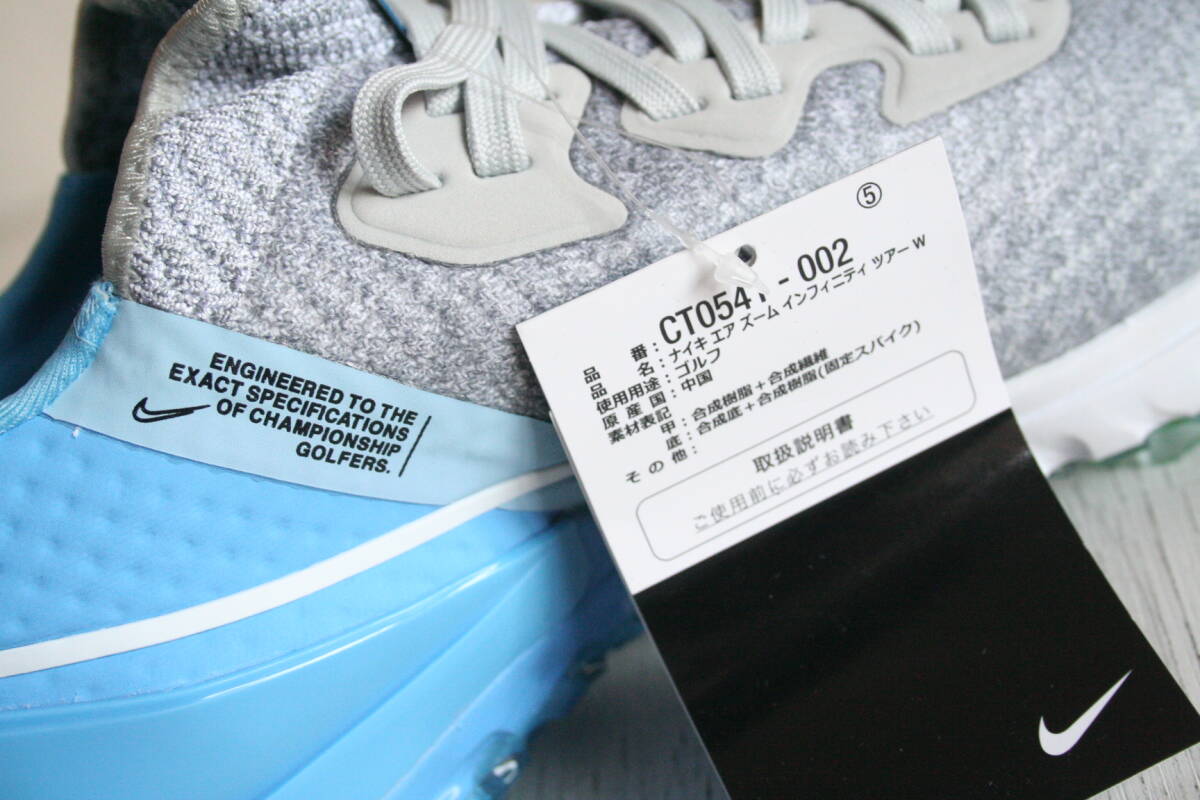 ENGINEERED TO THE
EXACT SPECIFICATIONS
OF CHAMPIONSHIP
GOLFERS.
⑤
品 番: CT0541-002
品 名: ナイキ エア ズーム インフィニティ ツアー W
使用用途: ゴルフ
原 産 国: 中国
素材表記
甲: 合成樹脂+合成繊維
底: 合成底+合成樹脂(固定スパイク)
そ の 他:
取扱説明書
ご使用前に必ずお読み下さい